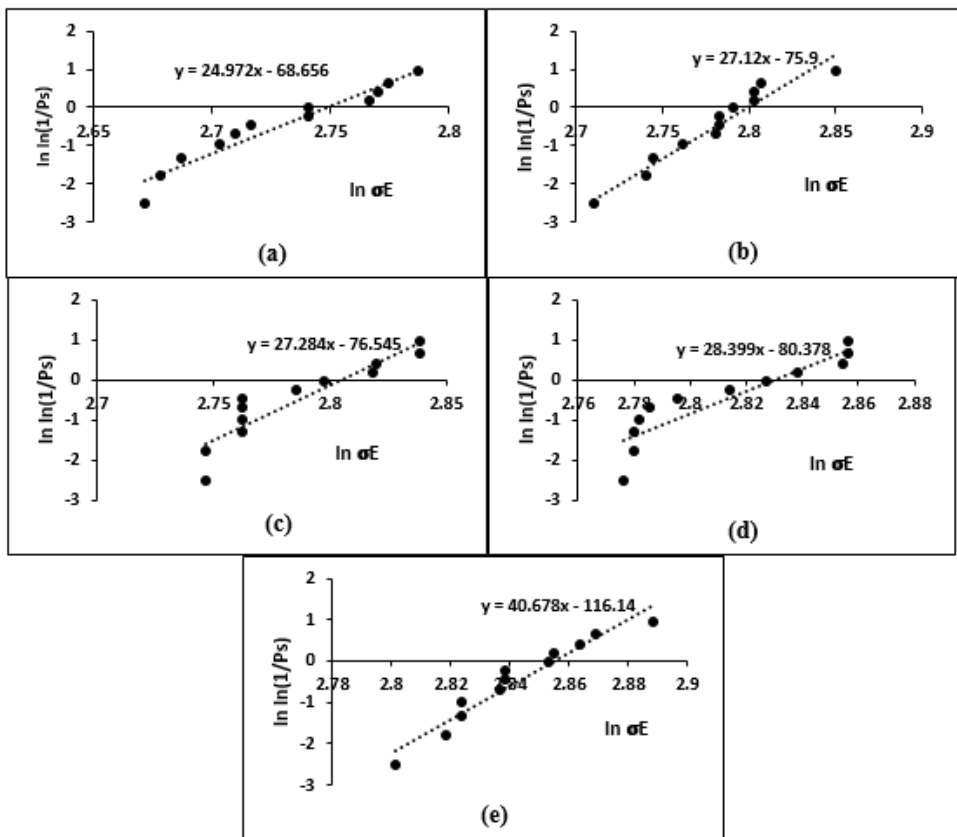 2
1
0
-1
-2
-3
2.65
2.7
2.75
2.8
y = 24.972x - 68.656
ln ln(1/Ps)
ln σE
(a)
2
1
0
-1
-2
-3
2.7
2.75
2.8
2.85
2.9
y = 27.12x - 75.9
ln ln(1/Ps)
ln σE
(b)
2
1
0
-1
-2
-3
2.7
2.75
2.8
2.85
y = 27.284x - 76.545
ln ln(1/Ps)
ln σE
(c)
2
1
0
-1
-2
-3
2.76
2.78
2.8
2.82
2.84
2.86
2.88
y = 28.399x - 80.378
ln ln(1/Ps)
ln σE
(d)
2
1
0
-1
-2
-3
2.78
2.8
2.82
2.84
2.86
2.88
2.9
y = 40.678x - 116.14
ln ln(1/Ps)
ln σE
(e)